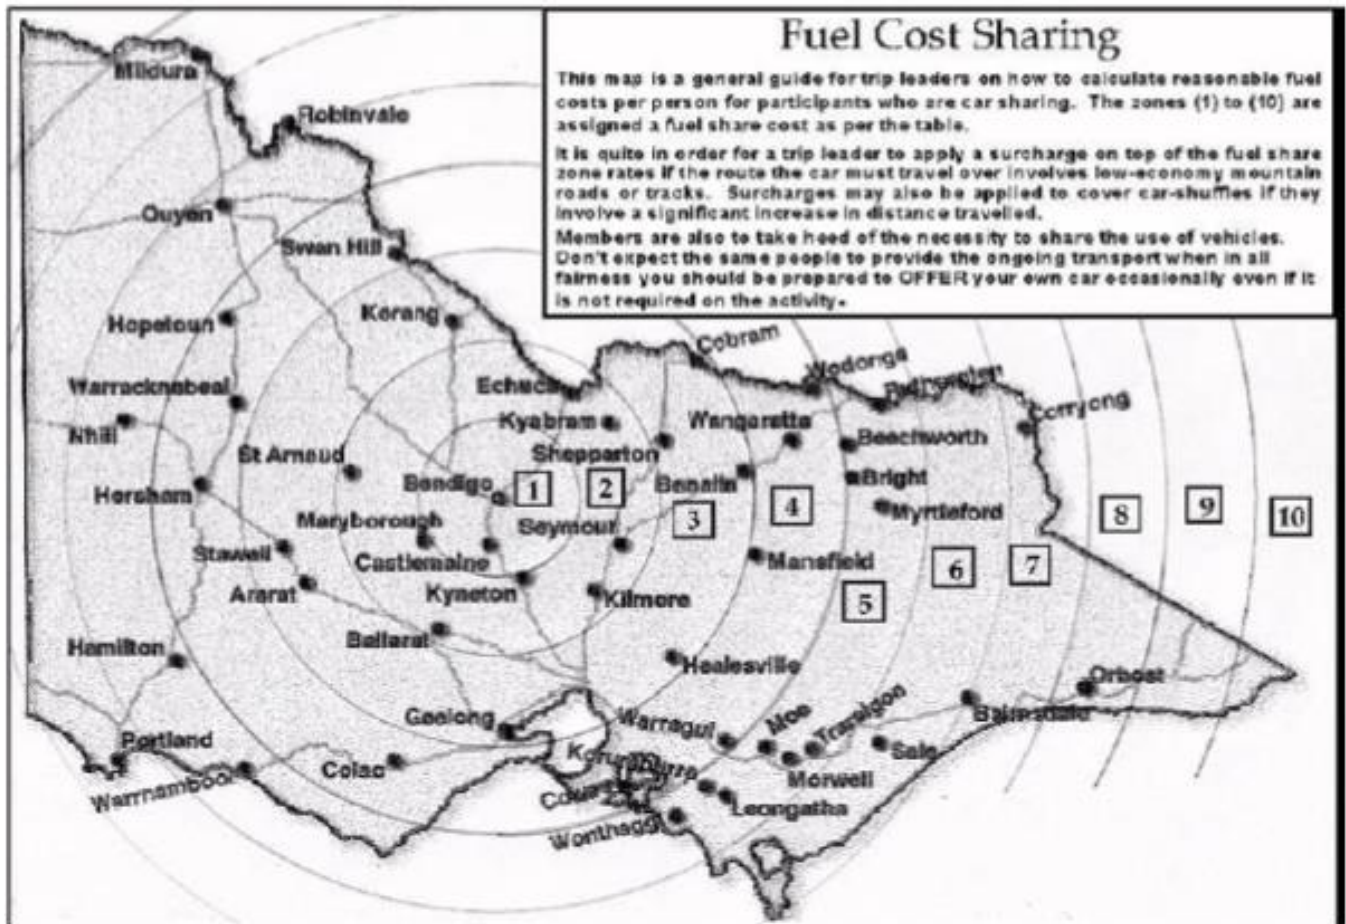 Fuel Cost Sharing
This map is a general guide for trip leaders on how to calculate reasonable fuel
costs per person for participants who are car sharing. The zones (1) to (10) are
assigned a fuel share cost as per the table.
It is quite in order for a trip leader to apply a surcharge on top of the fuel share
zone rates if the route the car must travel over involves low-economy mountain
roads or tracks. Surcharges may also be applied to cover car-shuffles if they
involve a significant increase in distance travelled.
Members are also to take heed of the necessity to share the use of vehicles.
Don't expect the same people to provide the ongoing transport when in all
fairness you should be prepared to OFFER your own car occasionally even if it
is not required on the activity.
Mildura
Robinvale
Ouyen
Swan Hill
Hopetoun
Kerang
Cobram
Wodonga
Warracknabeal
Echuca
Corryong
Nhill
Kyabram
Wangaratta
Beechworth
St Arnaud
Shepparton
Horsham
Bendigo
1
2
Benalla
Bright
3
4
Myrtleford
8
9
10
Maryborough
Seymour
Stawell
Castlemaine
Mansfield
6
7
Ararat
Kyneton
Kilmore
5
Ballarat
Hamilton
Healesville
Orbost
Geelong
Warragul
Moe
Traralgon
Bairnsdale
Portland
Colac
Sale
Warrnambool
Korumburra
Morwell
Leongatha
Wonthaggi